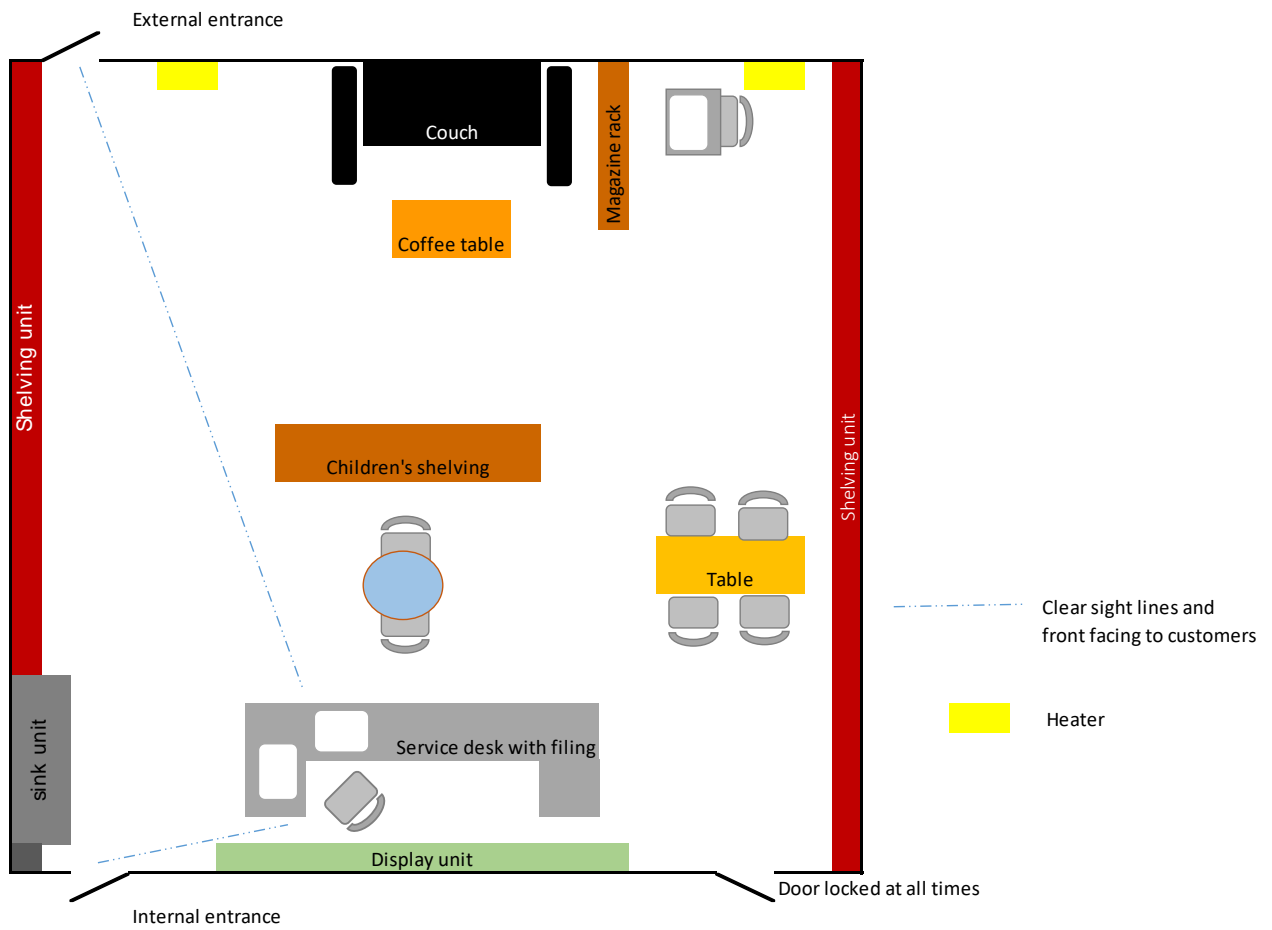 External entrance
Couch
Magazine rack
Coffee table
Shelving unit
Children's shelving
Shelving unit
Table
Clear sight lines and
front facing to customers
sink unit
Service desk with filing
Heater
Display unit
Door locked at all times
Internal entrance